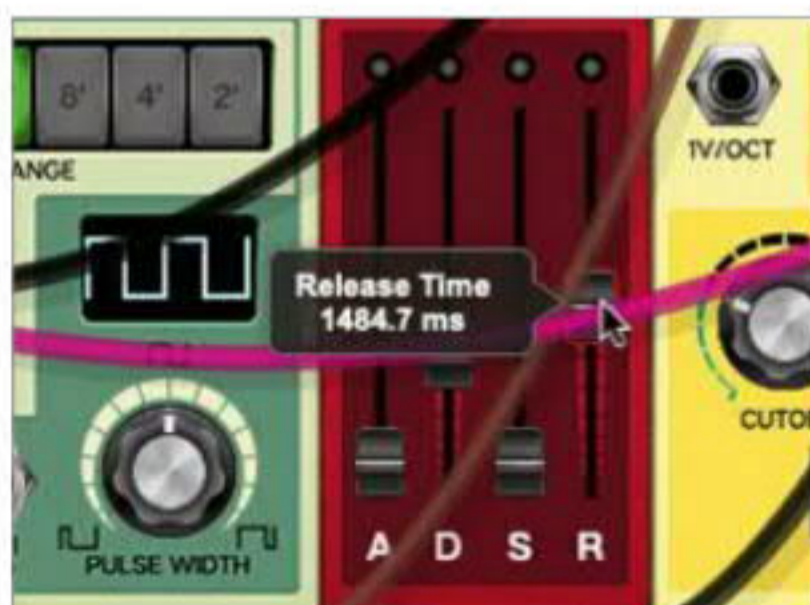 8' 4' 2'
ANGE
1V/OCT
Release Time
1484.7 ms
CUTO
A D S R
PULSE WIDTH